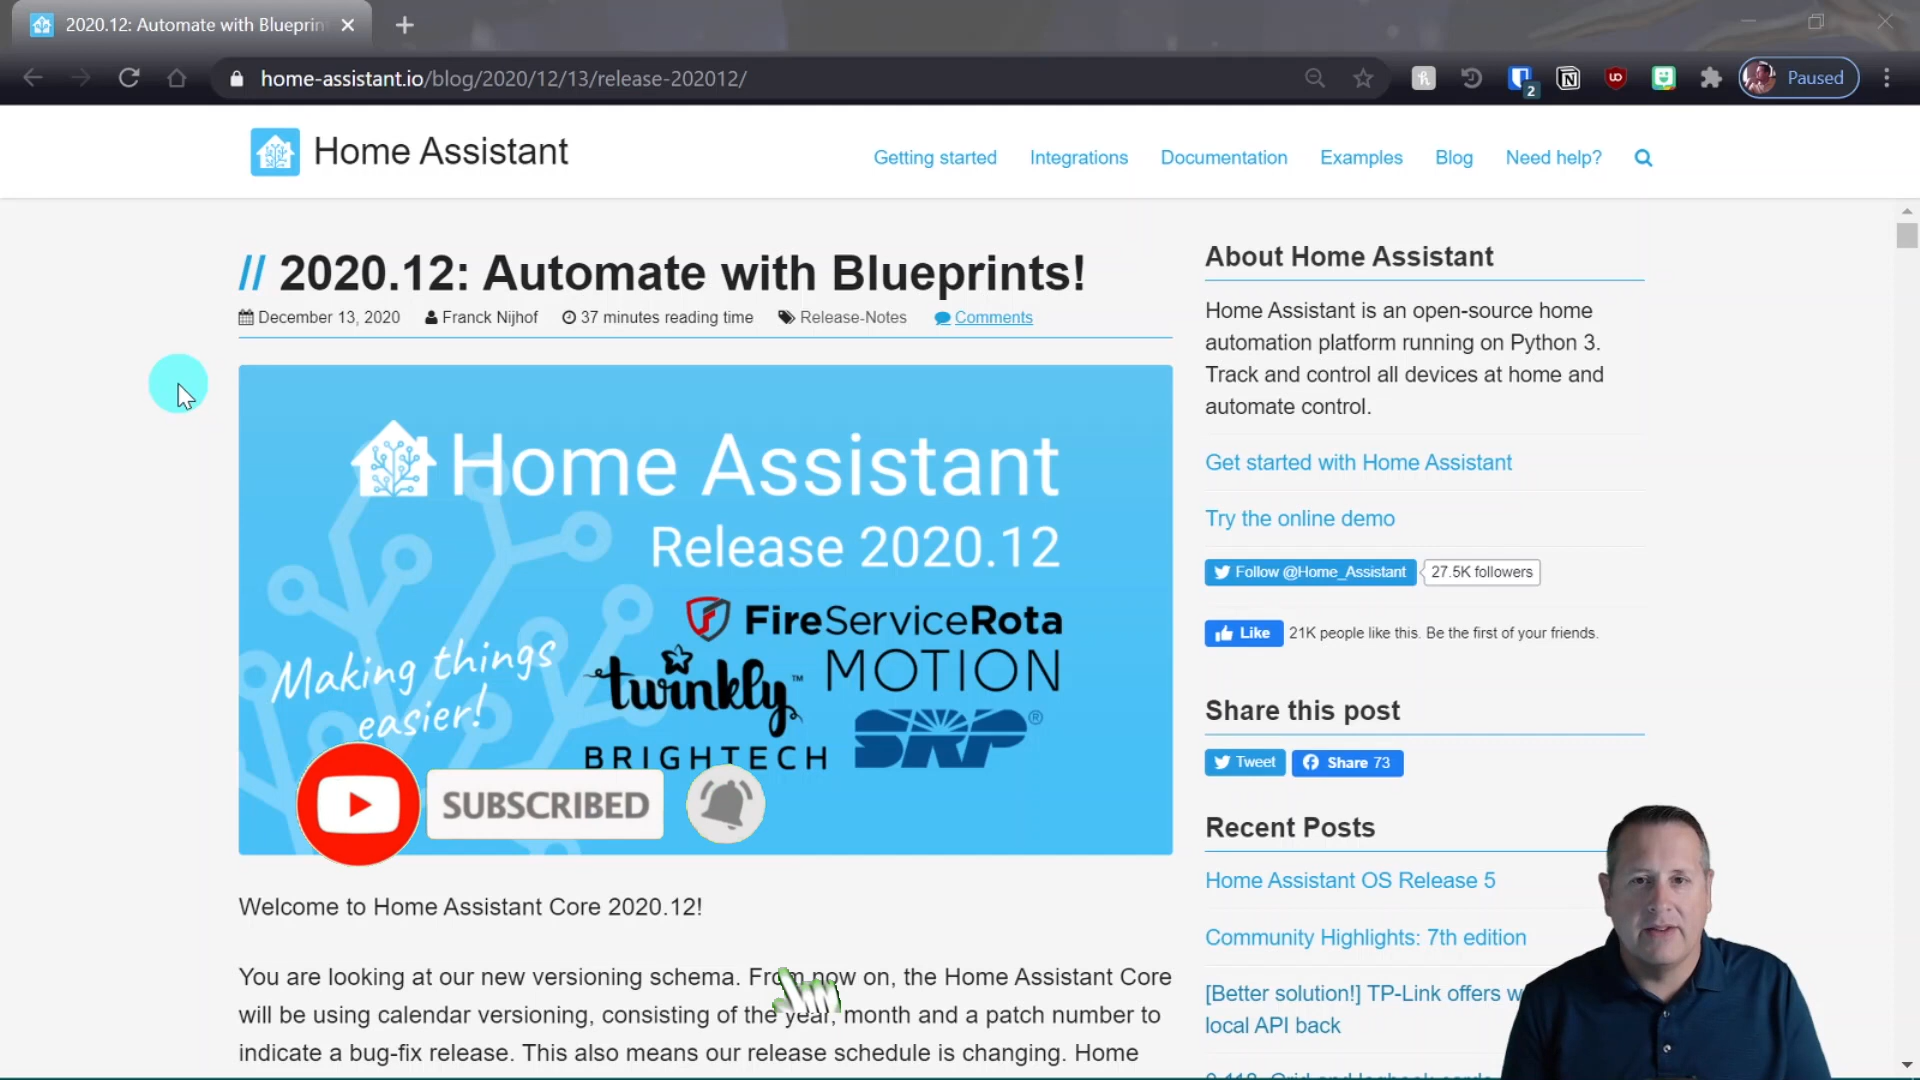 2020.12: Automate with Blueprin
home-assistant.io/blog/2020/12/13/release-202012/
2
Paused
Home Assistant
Getting started
Integrations
Documentation
Examples
Blog
Need help?
// 2020.12: Automate with Blueprints!
December 13, 2020
Franck Nijhof
37 minutes reading time
Release-Notes
Comments
Home Assistant
Release 2020.12
Making things
easier!
FireServiceRota
twinkly™
MOTION
BRIGHTECH
SRP®
SUBSCRIBED
Welcome to Home Assistant Core 2020.12!
You are looking at our new versioning schema. From now on, the Home Assistant Core
will be using calendar versioning, consisting of the year, month and a patch number to
indicate a bug-fix release. This also means our release schedule is changing. Home
About Home Assistant
Home Assistant is an open-source home
automation platform running on Python 3.
Track and control all devices at home and
automate control.
Get started with Home Assistant
Try the online demo
Follow @Home_Assistant
27.5K followers
Like
21K people like this. Be the first of your friends.
Share this post
Tweet
Share 73
Recent Posts
Home Assistant OS Release 5
Community Highlights: 7th edition
[Better solution!] TP-Link offers w
local API back